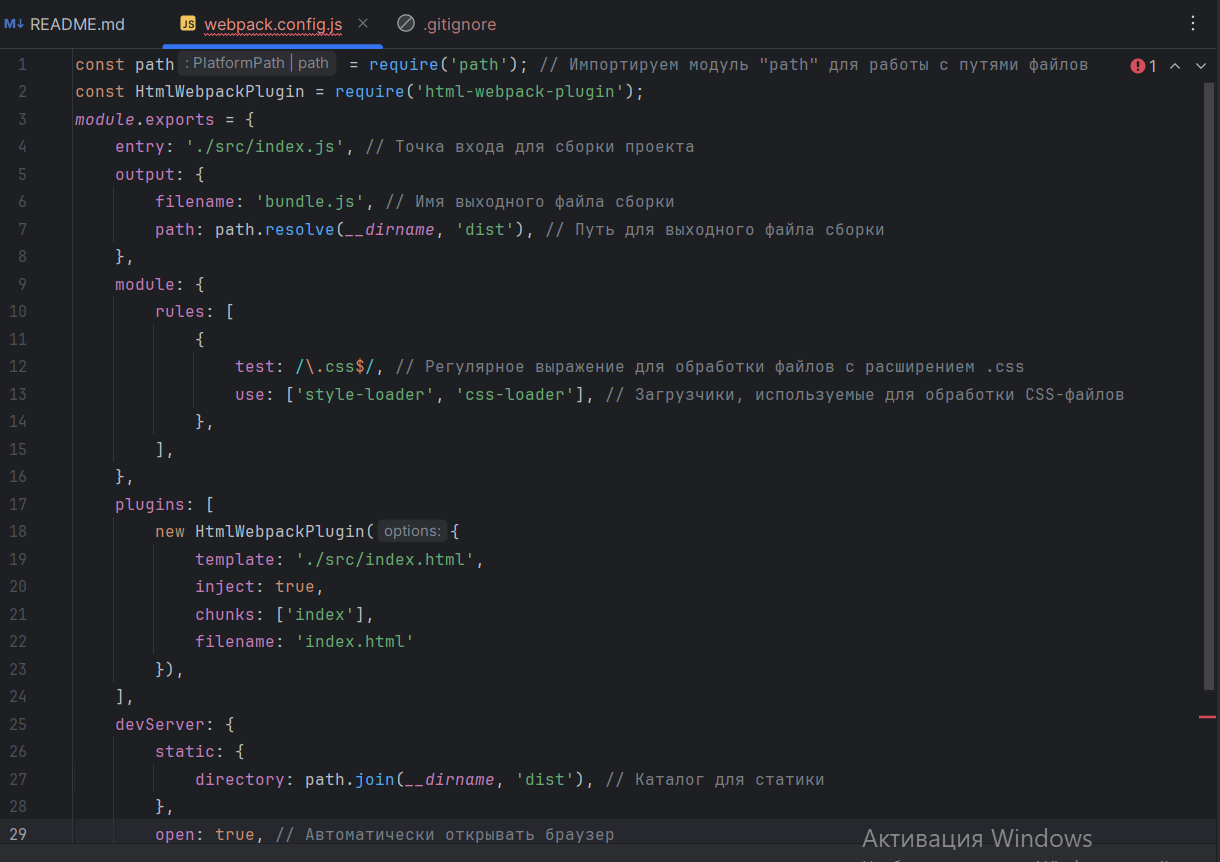 M↓ README.md JS webpack.config.js .gitignore
1 const path : PlatformPath | path = require('path'); // Импортируем модуль "path" для работы с путями файлов 1
2 const HtmlWebpackPlugin = require('html-webpack-plugin');
3 module.exports = {
4 entry: './src/index.js', // Точка входа для сборки проекта
5 output: {
6 filename: 'bundle.js', // Имя выходного файла сборки
7 path: path.resolve(__dirname, 'dist'), // Путь для выходного файла сборки
8 },
9 module: {
10 rules: [
11 {
12 test: /\.css$/, // Регулярное выражение для обработки файлов с расширением .css
13 use: ['style-loader', 'css-loader'], // Загрузчики, используемые для обработки CSS-файлов
14 },
15 ],
16 },
17 plugins: [
18 new HtmlWebpackPlugin( options: {
19 template: './src/index.html',
20 inject: true,
21 chunks: ['index'],
22 filename: 'index.html'
23 }),
24 ],
25 devServer: {
26 static: {
27 directory: path.join(__dirname, 'dist'), // Каталог для статики
28 },
29 open: true, // Автоматически открывать браузер
Активация Windows